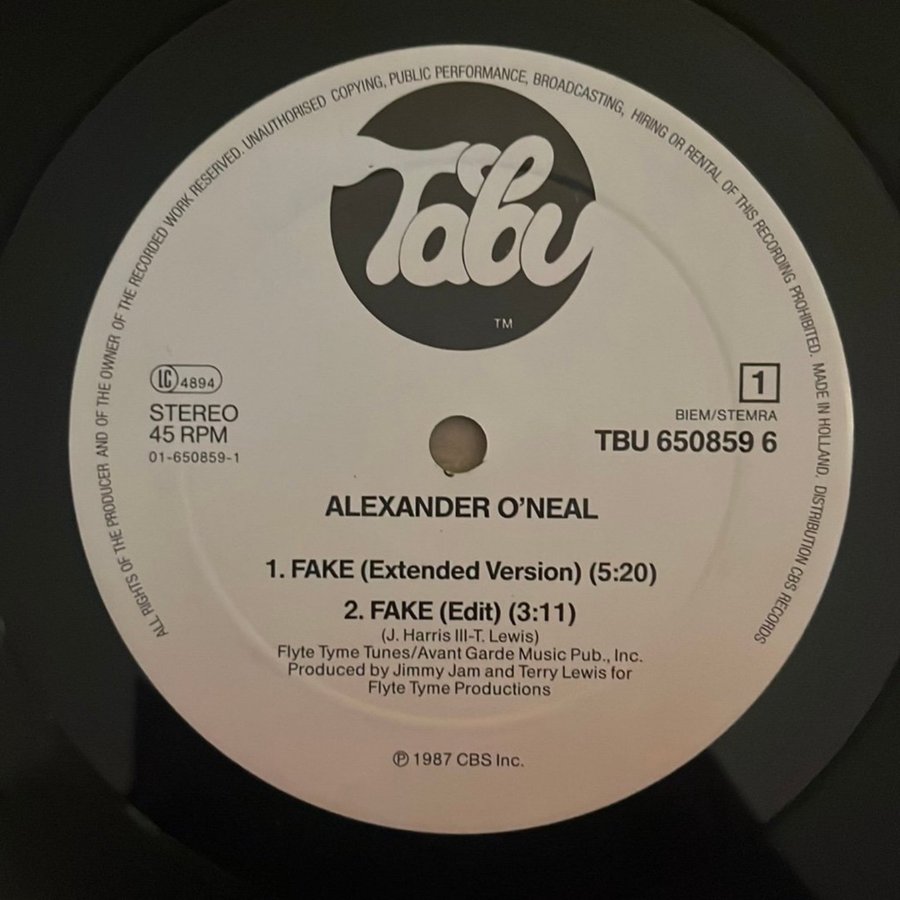 ALL RIGHTS OF THE PRODUCER AND OF THE OWNER OF THE RECORDED WORK RESERVED. UNAUTHORISED COPYING, PUBLIC PERFORMANCE, BROADCASTING, HIRING OR RENTAL OF THIS RECORDING PROHIBITED. MADE IN HOLLAND. DISTRIBUTION CBS RECORDS
Tabu
TM
LC 4894
STEREO
45 RPM
01-650859-1
1
BIEM/STEMRA
TBU 650859 6
ALEXANDER O'NEAL
1. FAKE (Extended Version) (5:20)
2. FAKE (Edit) (3:11)
(J. Harris III-T. Lewis)
Flyte Tyme Tunes/Avant Garde Music Pub., Inc.
Produced by Jimmy Jam and Terry Lewis for
Flyte Tyme Productions
℗ 1987 CBS Inc.